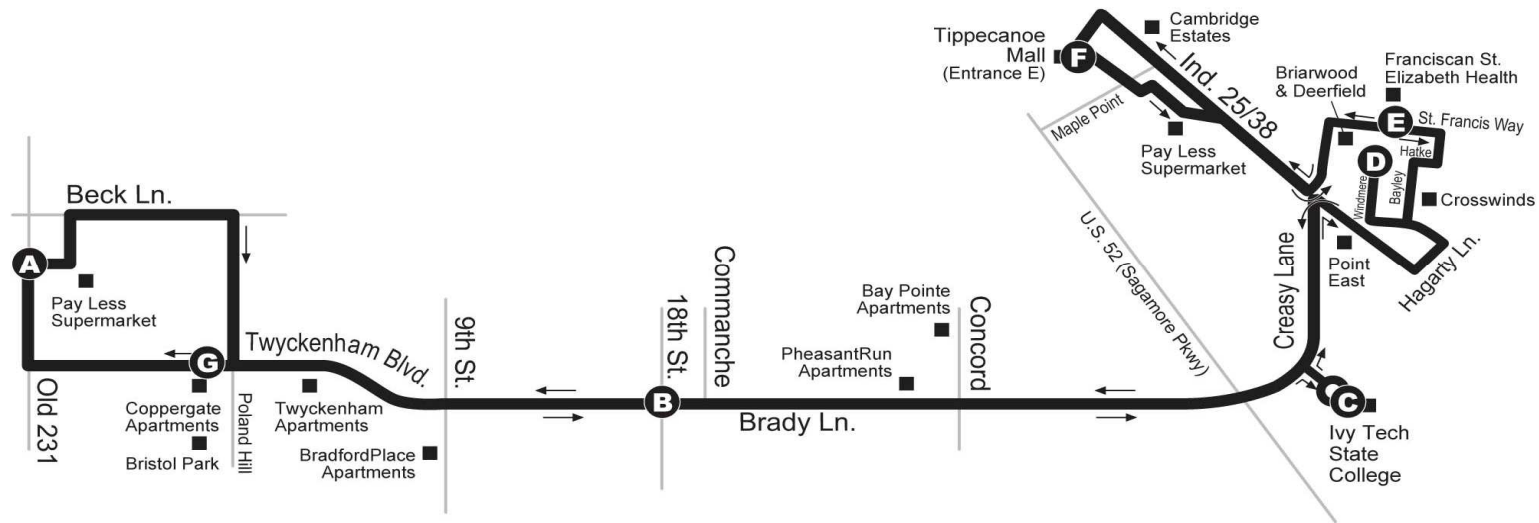 Beck Ln.
A
Pay Less
Supermarket
Old 231
G
Coppergate
Apartments
Bristol Park
Poland Hill
Twyckenham Blvd.
Twyckenham
Apartments
BradfordPlace
Apartments
9th St.
18th St.
B
Commanche
Brady Ln.
Bay Pointe
Apartments
PheasantRun
Apartments
Concord
U.S. 52 (Sagamore Pkwy)
Creasy Lane
C
Ivy Tech
State
College
Tippecanoe
Mall
(Entrance E)
F
Cambridge
Estates
Ind. 25/38
Maple Point
Pay Less
Supermarket
Briarwood
& Deerfield
Franciscan St.
Elizabeth Health
E
St. Francis Way
Hatke
D
Windmere
Bayley
Crosswinds
Point
East
Hagarty Ln.